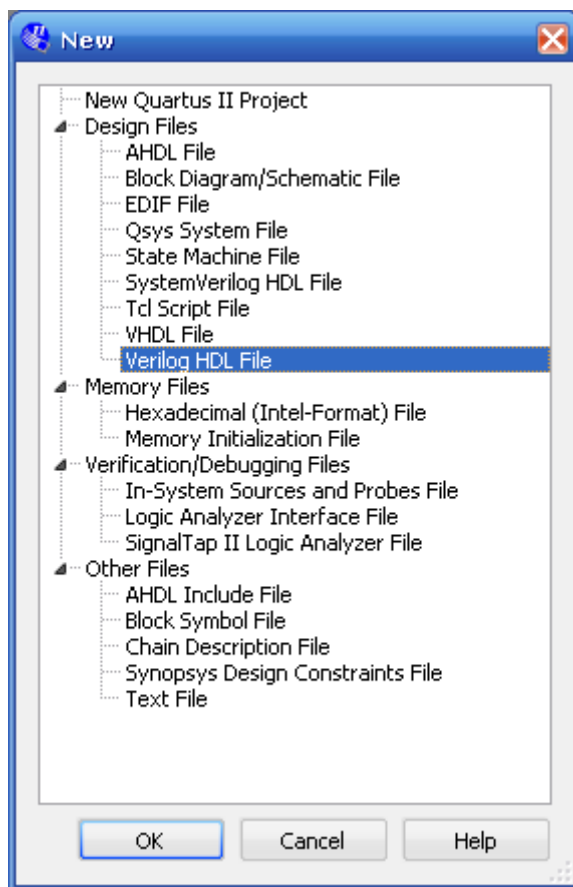 New
New Quartus II Project
Design Files
AHDL File
Block Diagram/Schematic File
EDIF File
Qsys System File
State Machine File
SystemVerilog HDL File
Tcl Script File
VHDL File
Verilog HDL File
Memory Files
Hexadecimal (Intel-Format) File
Memory Initialization File
Verification/Debugging Files
In-System Sources and Probes File
Logic Analyzer Interface File
SignalTap II Logic Analyzer File
Other Files
AHDL Include File
Block Symbol File
Chain Description File
Synopsys Design Constraints File
Text File
OK Cancel Help